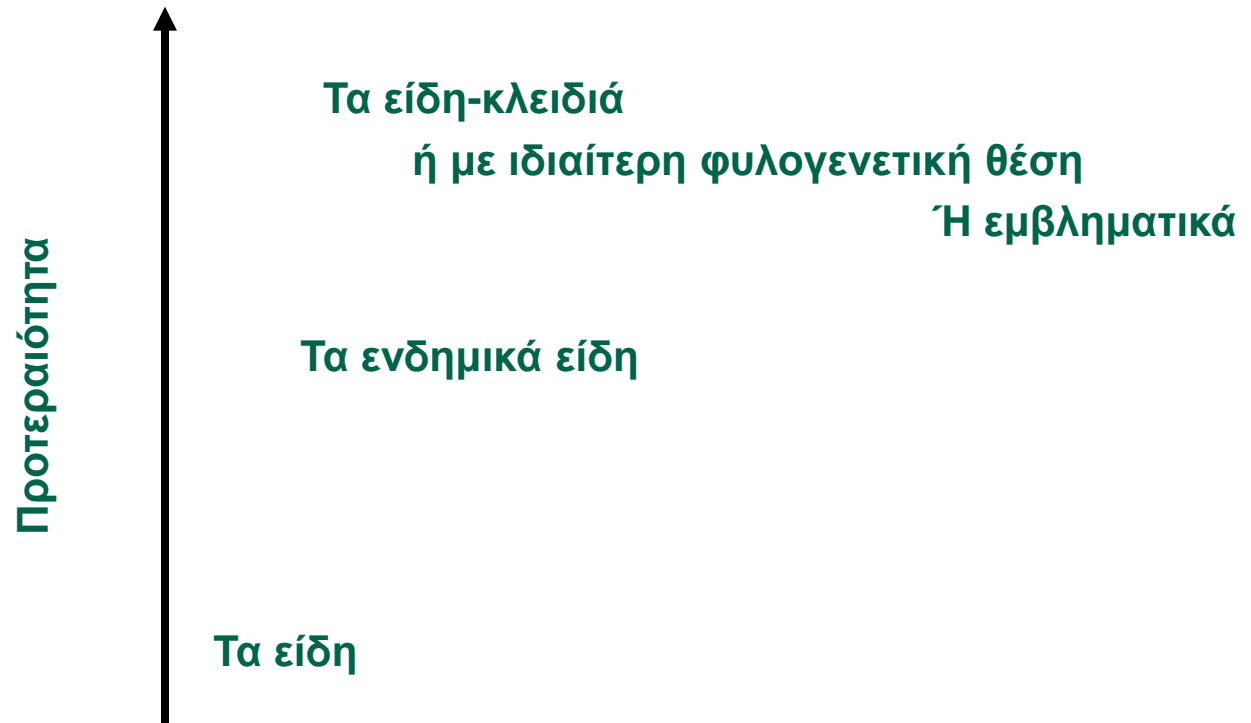 Τα είδη-κλειδιά
ή με ιδιαίτερη φυλογενετική θέση
Ή εμβληματικά
Προτεραιότητα
Τα ενδημικά είδη
Τα είδη